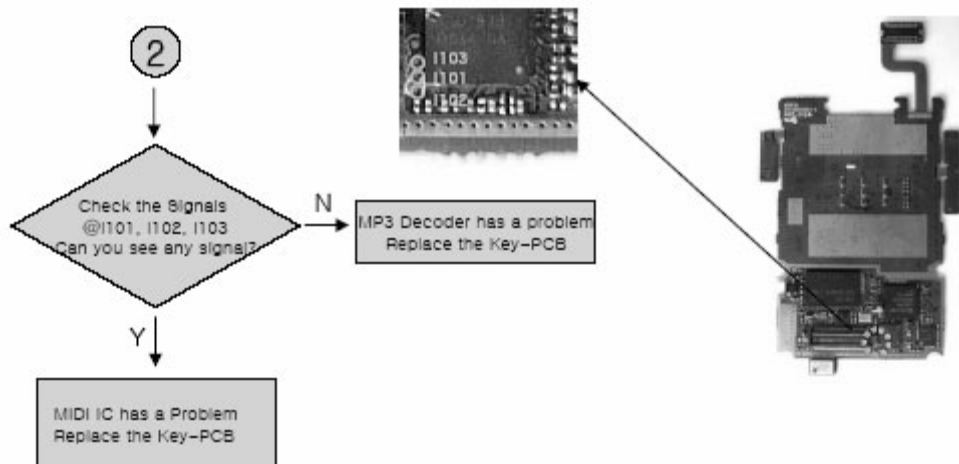 2
I103
I101
I102
Check the Signals
@I101, I102, I103
Can you see any signal?
N
MP3 Decoder has a problem
Replace the Key-PCB
Y
MIDI IC has a Problem
Replace the Key-PCB